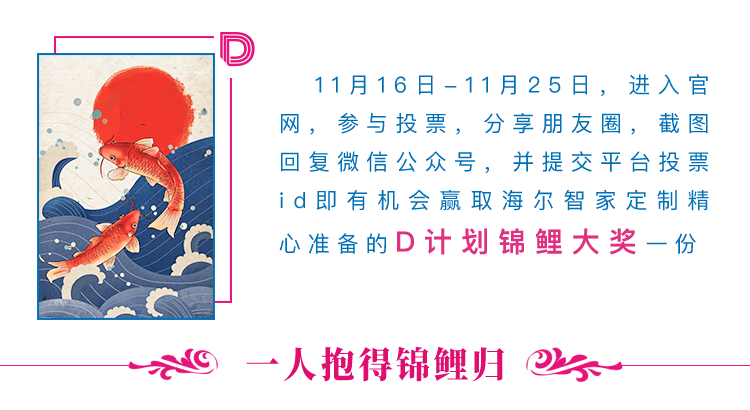 D
11月16日-11月25日，进入官
网，参与投票，分享朋友圈，截图
回复微信公众号，并提交平台投票
id即有机会赢取海尔智家定制精
心准备的D计划锦鲤大奖一份
一人抱得锦鲤归